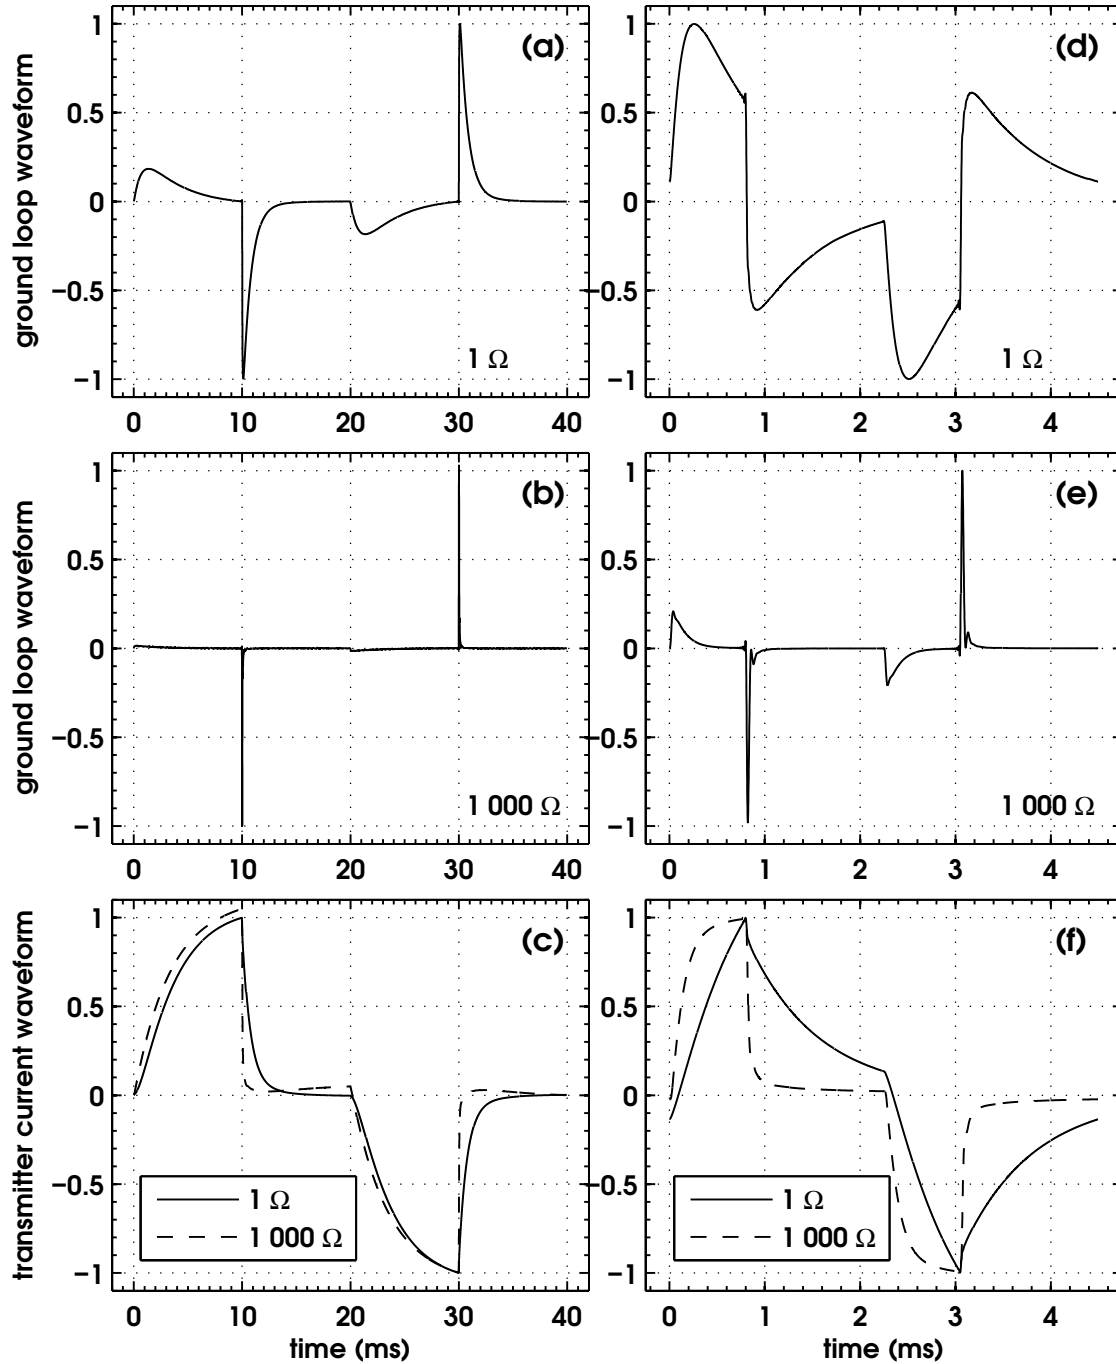 ground loop waveform
1
0.5
0
−0.5
−1
(a)
1 Ω
0 10 20 30 40
1
0.5
0
−0.5
−1
(d)
1 Ω
0 1 2 3 4
ground loop waveform
1
0.5
0
−0.5
−1
(b)
1 000 Ω
0 10 20 30 40
1
0.5
0
−0.5
−1
(e)
1 000 Ω
0 1 2 3 4
transmitter current waveform
1
0.5
0
−0.5
−1
(c)
1 Ω
1 000 Ω
0 10 20 30 40
time (ms)
1
0.5
0
−0.5
−1
(f)
1 Ω
1 000 Ω
0 1 2 3 4
time (ms)